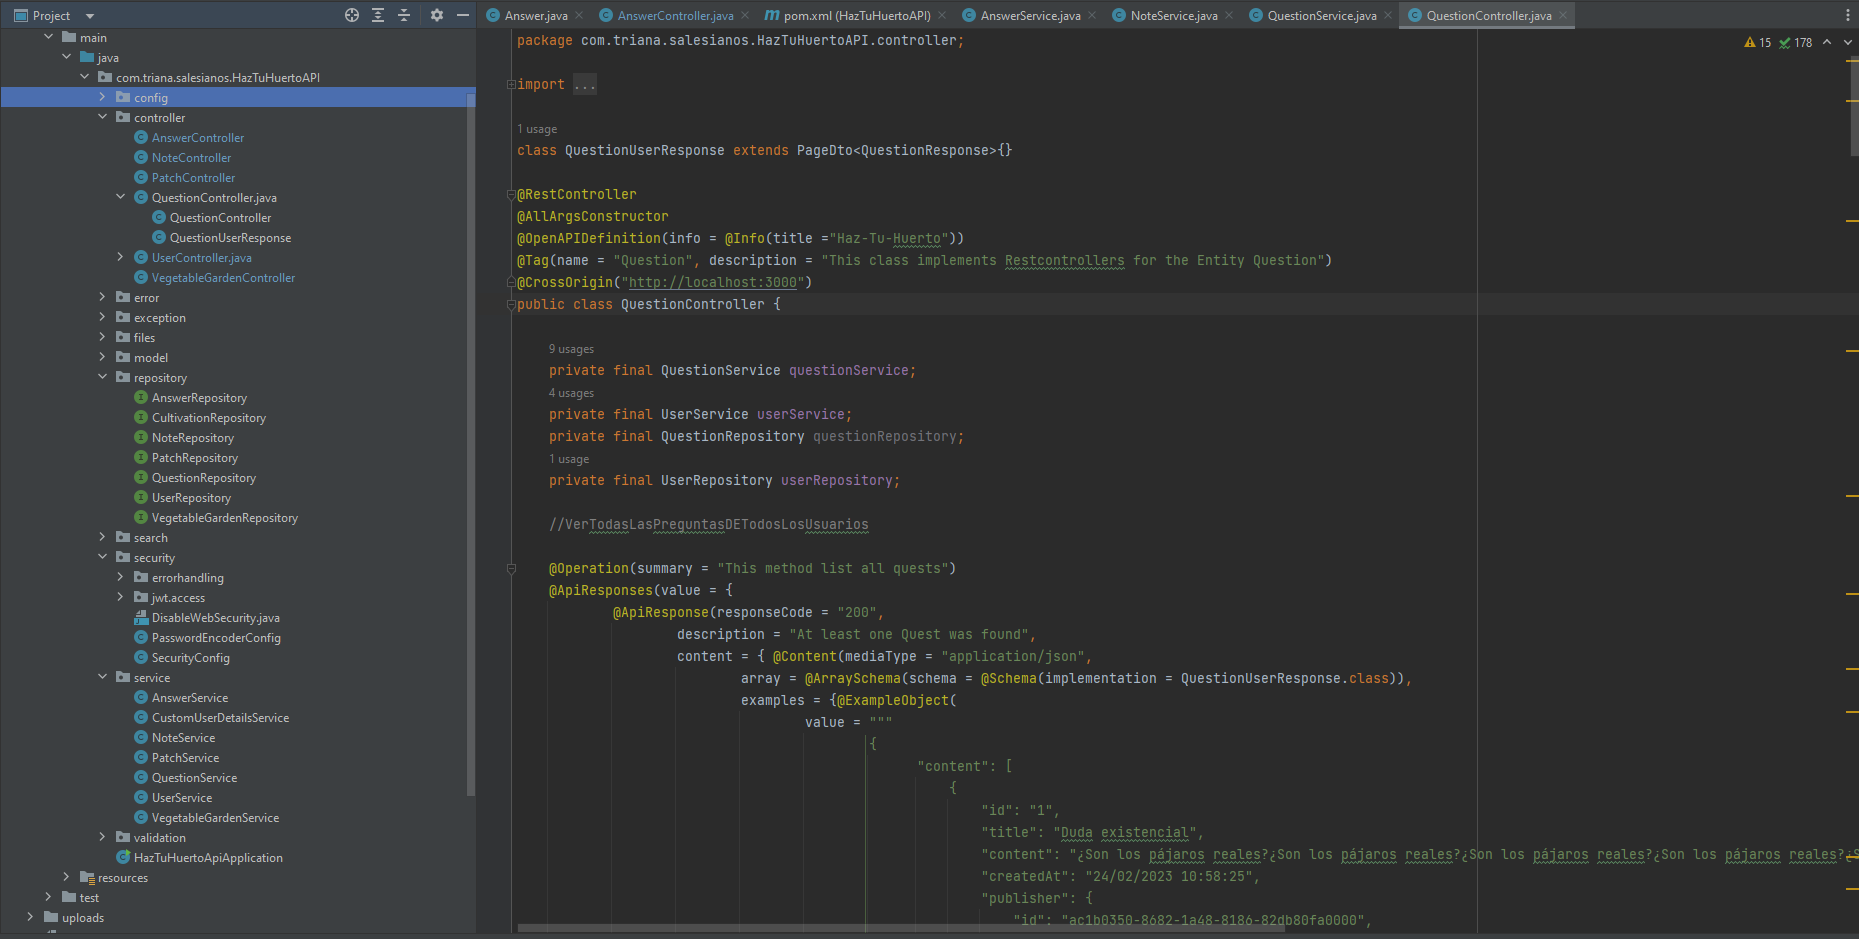 Project
main
java
com.triana.salesianos.HazTuHuertoAPI
config
controller
AnswerController
NoteController
PatchController
QuestionController.java
QuestionController
QuestionUserResponse
UserController.java
VegetableGardenController
error
exception
files
model
repository
AnswerRepository
CultivationRepository
NoteRepository
PatchRepository
QuestionRepository
UserRepository
VegetableGardenRepository
search
security
errorhandling
jwt.access
DisableWebSecurity.java
PasswordEncoderConfig
SecurityConfig
service
AnswerService
CustomUserDetailsService
NoteService
PatchService
QuestionService
UserService
VegetableGardenService
validation
HazTuHuertoApiApplication
resources
test
uploads
Answer.java AnswerController.java pom.xml (HazTuHuertoAPI) AnswerService.java NoteService.java QuestionService.java QuestionController.java
15 178
package com.triana.salesianos.HazTuHuertoAPI.controller;
import ...
1 usage
class QuestionUserResponse extends PageDto<QuestionResponse>{}
@RestController
@AllArgsConstructor
@OpenAPIDefinition(info = @Info(title ="Haz-Tu-Huerto"))
@Tag(name = "Question", description = "This class implements Restcontrollers for the Entity Question")
@CrossOrigin("http://localhost:3000")
public class QuestionController {
9 usages
private final QuestionService questionService;
4 usages
private final UserService userService;
private final QuestionRepository questionRepository;
1 usage
private final UserRepository userRepository;
//VerTodasLasPreguntasDETodosLosUsuarios
@Operation(summary = "This method list all quests")
@ApiResponses(value = {
@ApiResponse(responseCode = "200",
description = "At least one Quest was found",
content = { @Content(mediaType = "application/json",
array = @ArraySchema(schema = @Schema(implementation = QuestionUserResponse.class)),
examples = {@ExampleObject(
value = """
{
"content": [
{
"id": "1",
"title": "Duda existencial",
"content": "¿Son los pájaros reales?¿Son los pájaros reales?¿Son los pájaros reales?¿Son los pájaros reales?¿S
"createdAt": "24/02/2023 10:58:25",
"publisher": {
"id": "ac1b0350-8682-1a48-8186-82db80fa0000",